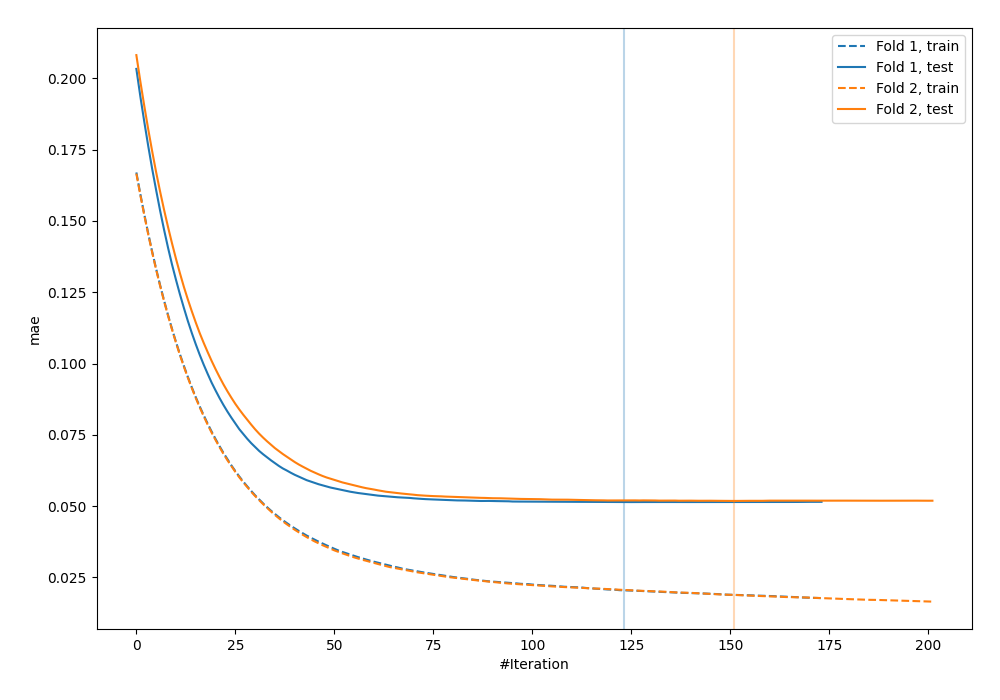 Fold 1, train
Fold 1, test
Fold 2, train
Fold 2, test
0.200
0.175
0.150
0.125
0.100
0.075
0.050
0.025
mae
0 25 50 75 100 125 150 175 200
#Iteration